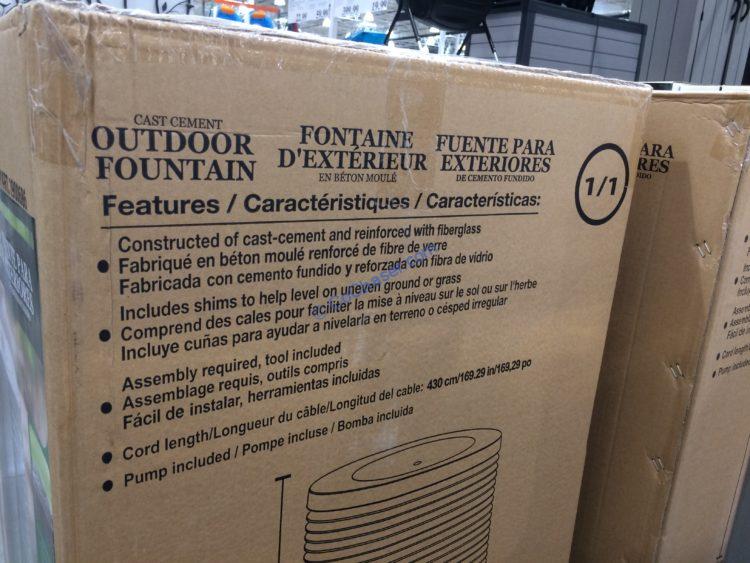 CAST CEMENT
OUTDOOR
FOUNTAIN
FONTAINE
D'EXTÉRIEUR
EN BÉTON MOULÉ
FUENTE PARA
EXTERIORES
DE CEMENTO FUNDIDO
1/1
Features / Caractéristiques / Características:
Constructed of cast-cement and reinforced with fiberglass
• Fabriqué en béton moulé renforcé de fibre de verre
Fabricada con cemento fundido y reforzada con fibra de vidrio
Includes shims to help level on uneven ground or grass
• Comprend des cales pour faciliter la mise à niveau sur le sol ou sur l'herbe
Incluye cuñas para ayudar a nivelarla en terreno o césped irregular
Assembly required, tool included
• Assemblage requis, outils compris
Fácil de instalar, herramientas incluidas
• Cord length/Longueur du câble/Longitud del cable: 430 cm/169.29 in/169,29 po
• Pump included / Pompe incluse / Bomba incluida
ARA
RES
• Cord length
• Pump include